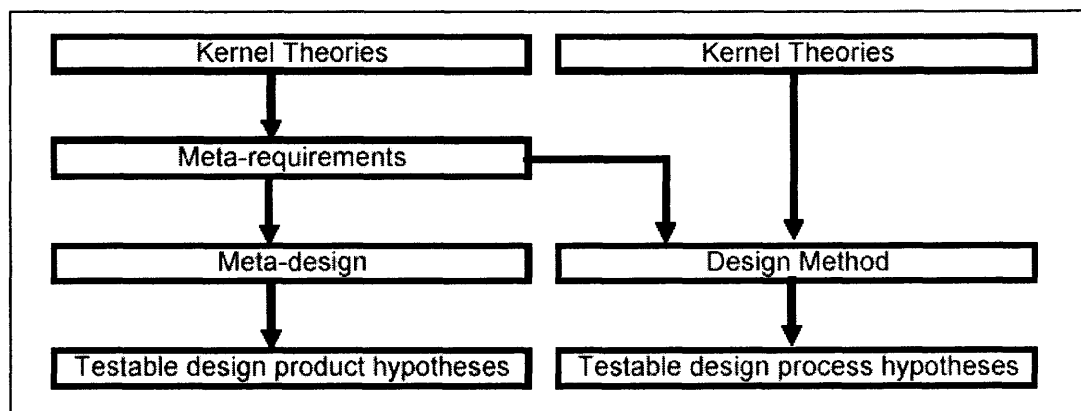 Kernel Theories
Kernel Theories
Meta-requirements
Meta-design
Design Method
Testable design product hypotheses
Testable design process hypotheses